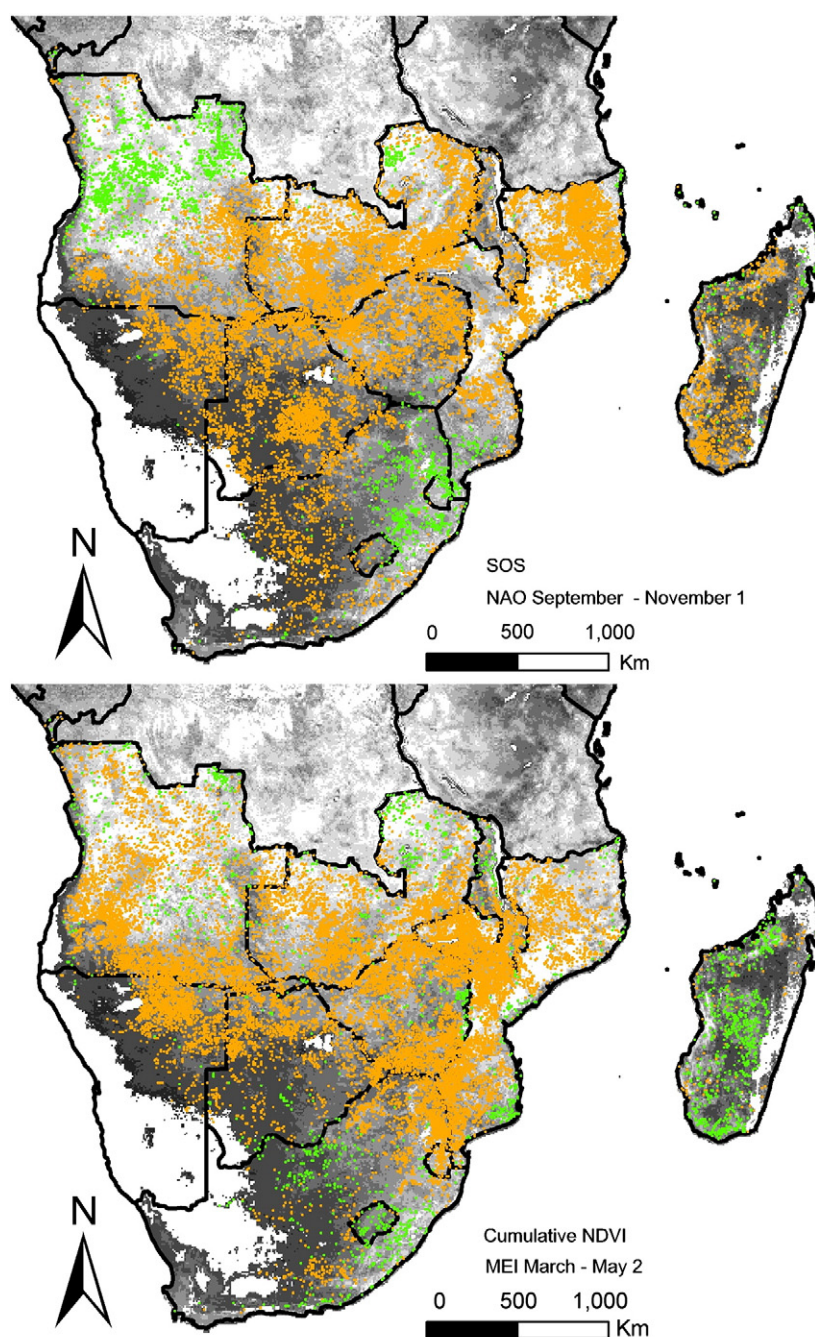 N
SOS
NAO September - November 1
0 500 1,000
Km
N
Cumulative NDVI
MEI March - May 2
0 500 1,000
Km